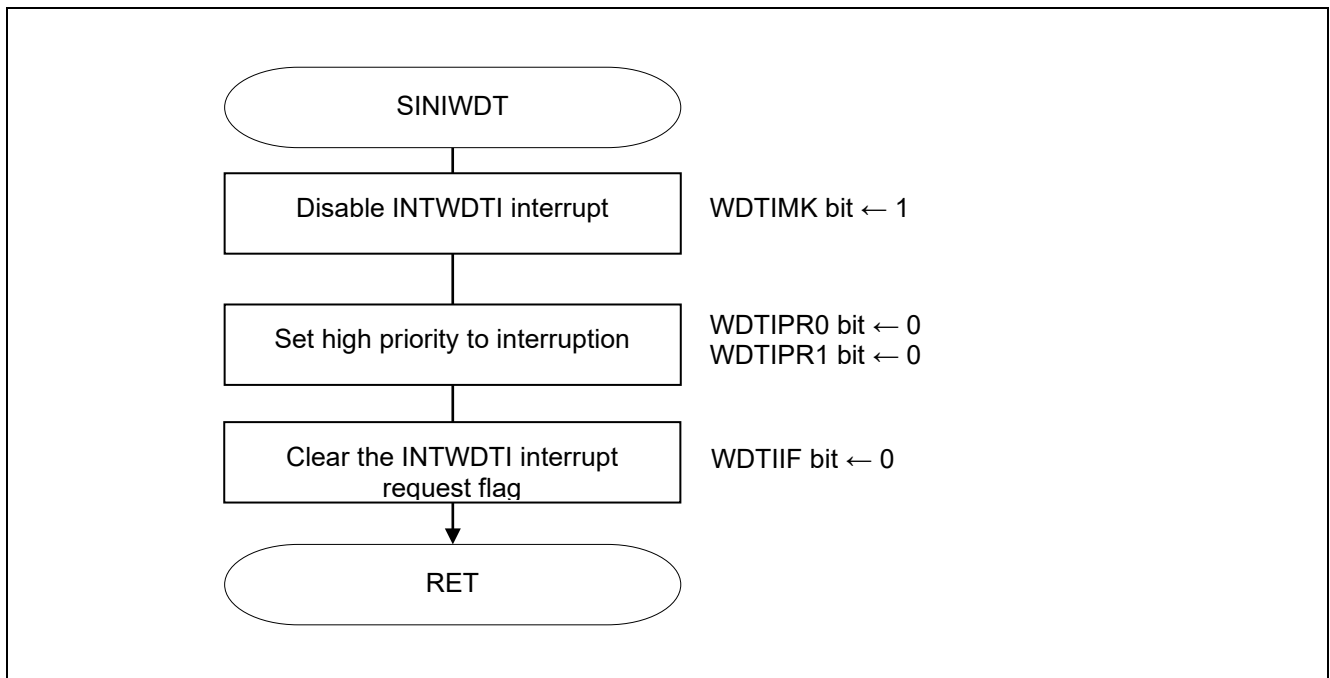 SINIWDT
Disable INTWDTI interrupt
WDTIMK bit ← 1
Set high priority to interruption
WDTIPR0 bit ← 0
WDTIPR1 bit ← 0
Clear the INTWDTI interrupt
request flag
WDTIIF bit ← 0
RET